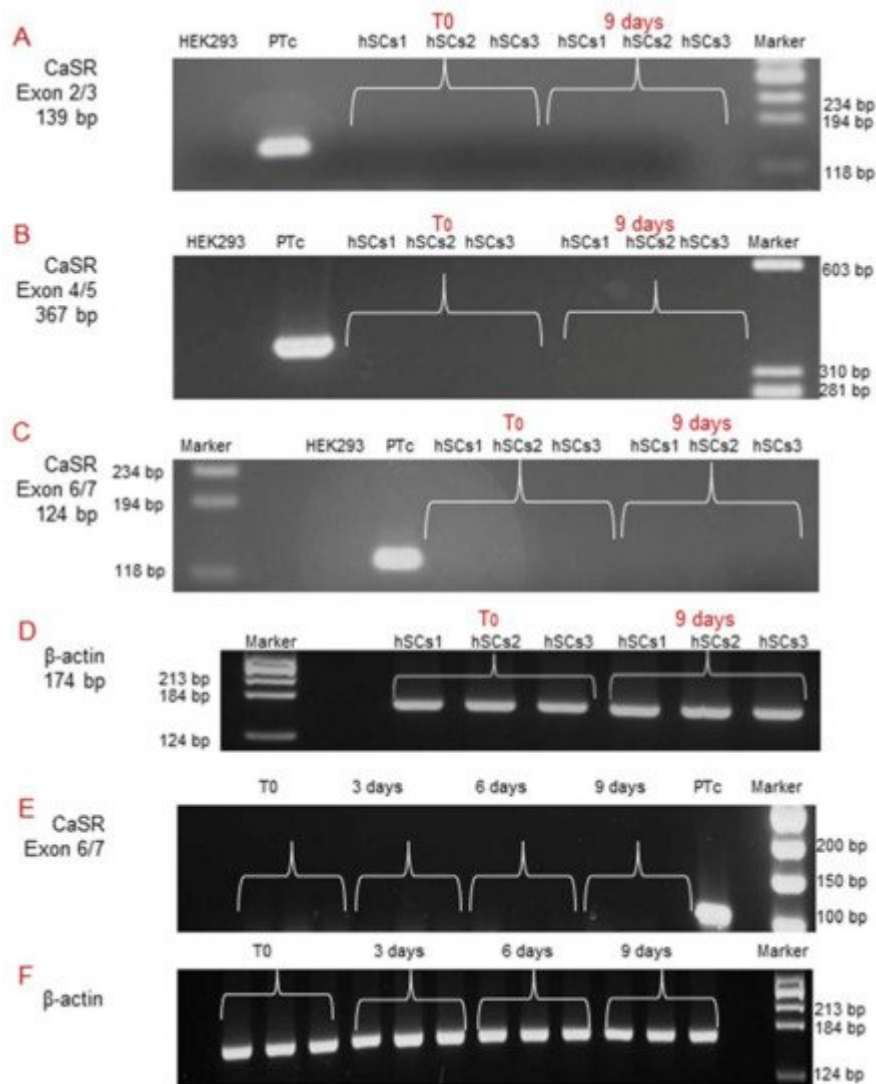 A
CaSR
Exon 2/3
139 bp
T0
9 days
HEK293 PTc hSCs1 hSCs2 hSCs3 hSCs1 hSCs2 hSCs3 Marker
234 bp
194 bp
118 bp
B
CaSR
Exon 4/5
367 bp
T0
9 days
HEK293 PTc hSCs1 hSCs2 hSCs3 hSCs1 hSCs2 hSCs3 Marker
603 bp
310 bp
281 bp
C
CaSR
Exon 6/7
124 bp
T0
9 days
Marker HEK293 PTc hSCs1 hSCs2 hSCs3 hSCs1 hSCs2 hSCs3
234 bp
194 bp
118 bp
D
β-actin
174 bp
T0
9 days
Marker hSCs1 hSCs2 hSCs3 hSCs1 hSCs2 hSCs3
213 bp
184 bp
124 bp
E
CaSR
Exon 6/7
T0 3 days 6 days 9 days PTc Marker
200 bp
150 bp
100 bp
F
β-actin
T0 3 days 6 days 9 days Marker
213 bp
184 bp
124 bp